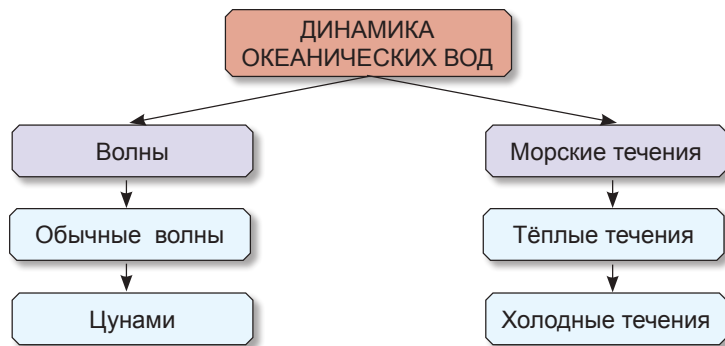 ДИНАМИКА
ОКЕАНИЧЕСКИХ ВОД
Волны
Морские течения
Обычные волны
Тёплые течения
Цунами
Холодные течения